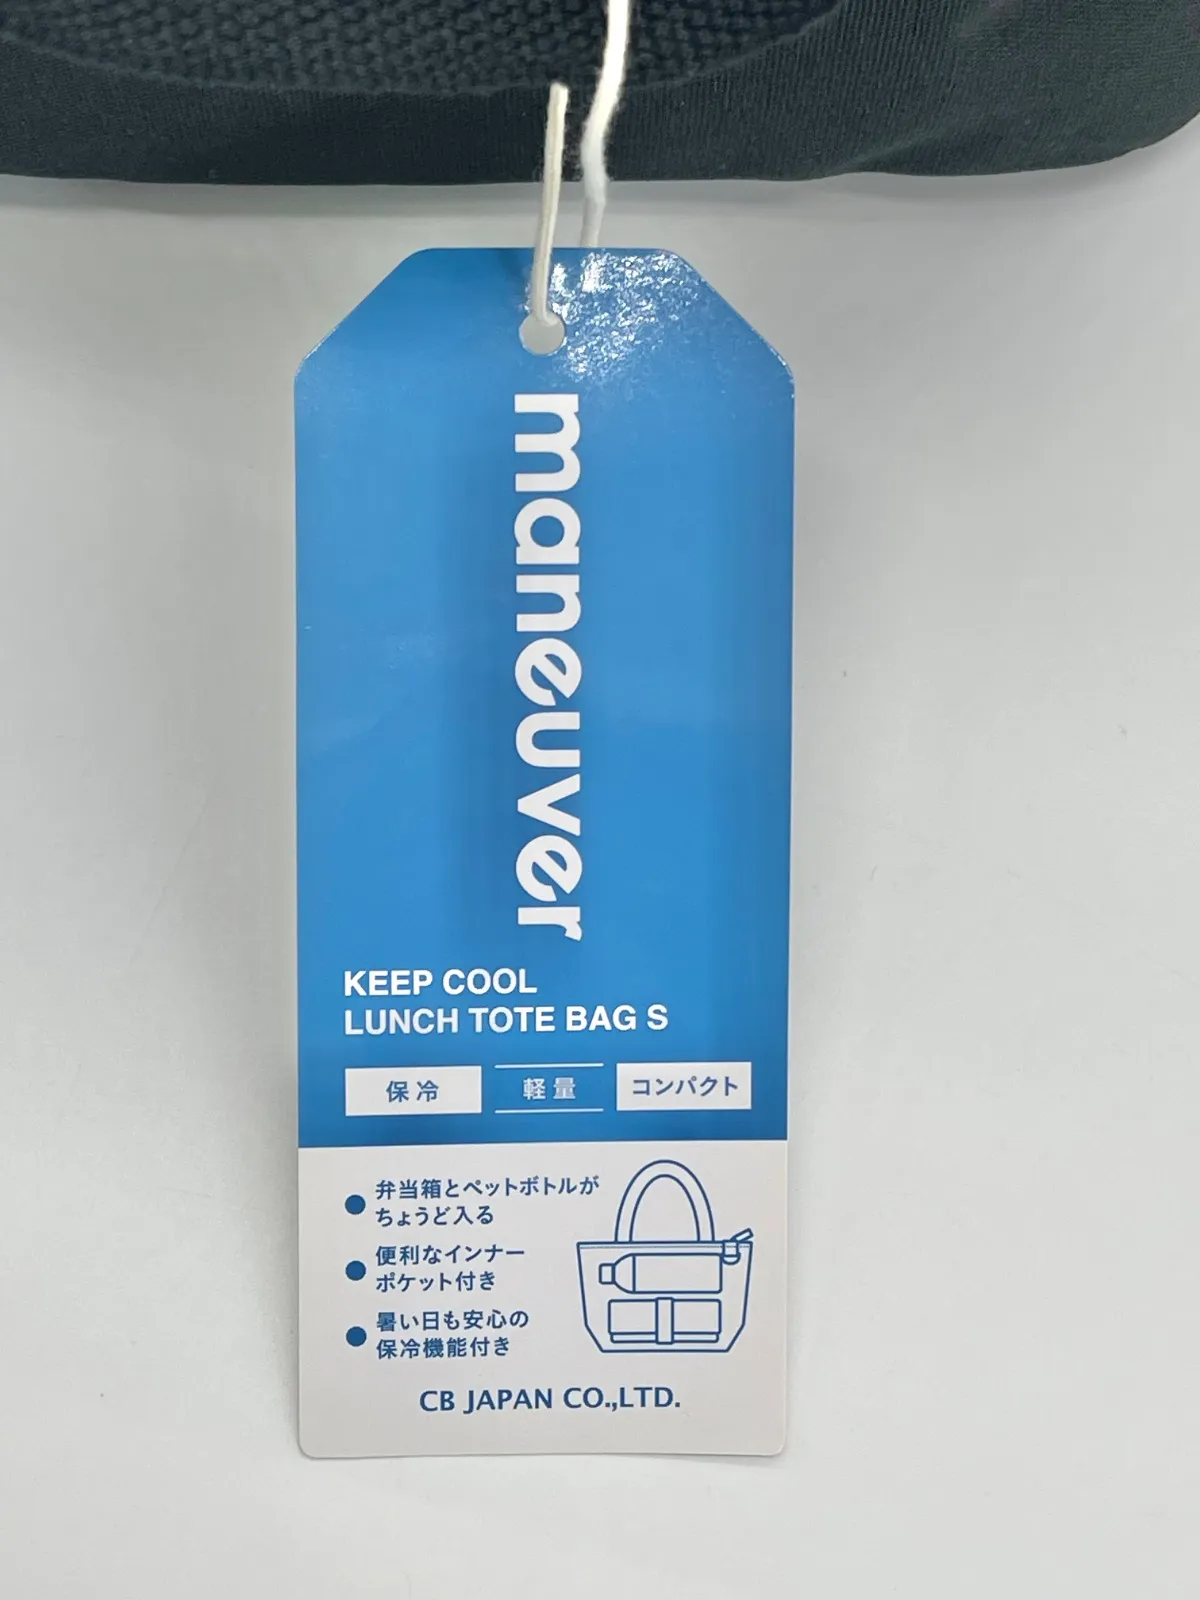 maneuver
KEEP COOL
LUNCH TOTE BAG S
保冷
軽量
コンパクト
弁当箱とペットボトルが
ちょうど入る
便利なインナー
ポケット付き
暑い日も安心の
保冷機能付き
CB JAPAN CO.,LTD.